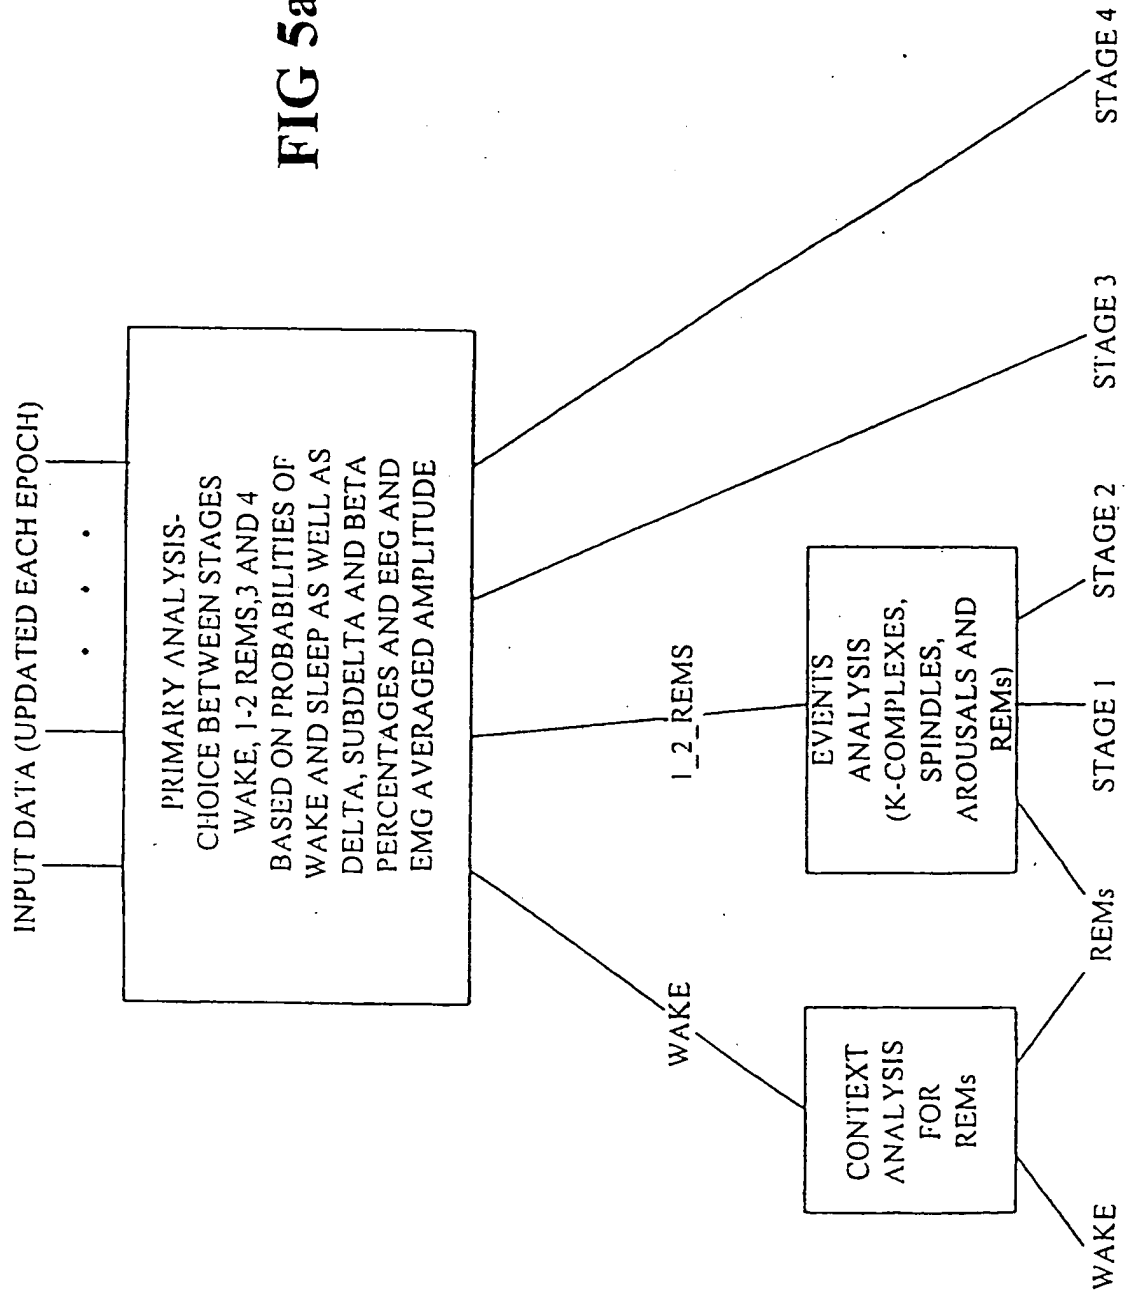 FIG 5a
INPUT DATA (UPDATED EACH EPOCH)
PRIMARY ANALYSIS-
CHOICE BETWEEN STAGES
WAKE, 1-2 REMS,3 AND 4
BASED ON PROBABILITIES OF
WAKE AND SLEEP AS WELL AS
DELTA, SUBDELTA AND BETA
PERCENTAGES AND EEG AND
EMG AVERAGED AMPLITUDE
WAKE
1_2_REMS
CONTEXT
ANALYSIS
FOR
REMs
EVENTS
ANALYSIS
(K-COMPLEXES,
SPINDLES,
AROUSALS AND
REMs)
WAKE
REMs
STAGE 1
STAGE 2
STAGE 3
STAGE 4